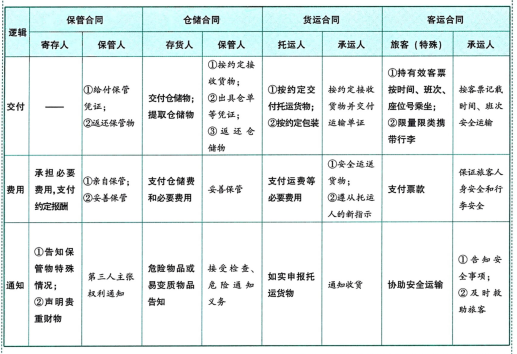 逻辑
保管合同
仓储合同
货运合同
客运合同
寄存人
保管人
存货人
保管人
托运人
承运人
旅客（特殊）
承运人
交付
——
①给付保管
凭证；
②返还保管物
交付仓储物；
提取仓储物
①按约定接
收货物；
②出具仓单
等凭证；
③返还仓
储物
①按约定交
付托运货物；
②按约定包装
按约定接收
货物并交付
运输单证
①持有效客票
按时间、班次、
座位号乘坐；
②限量限类携
带行李
按客票记载
时间、班次
安全运输
费用
承担必要
费用,支付
约定报酬
①亲自保管；
②妥善保管
支付仓储费
和必要费用
妥善保管
支付运费等
必要费用
①安全运送
货物；
②遵从托运
人的新指示
支付票款
保证旅客人
身安全和行
李安全
通知
①告知保
管物特殊
情况；
②声明贵
重财物
第三人主张
权利通知
危险物品或
易变质物品
告知
接受检查、
危险通知
义务
如实申报托
运货物
通知收货
协助安全运输
①告知安
全事项；
②及时救
助旅客